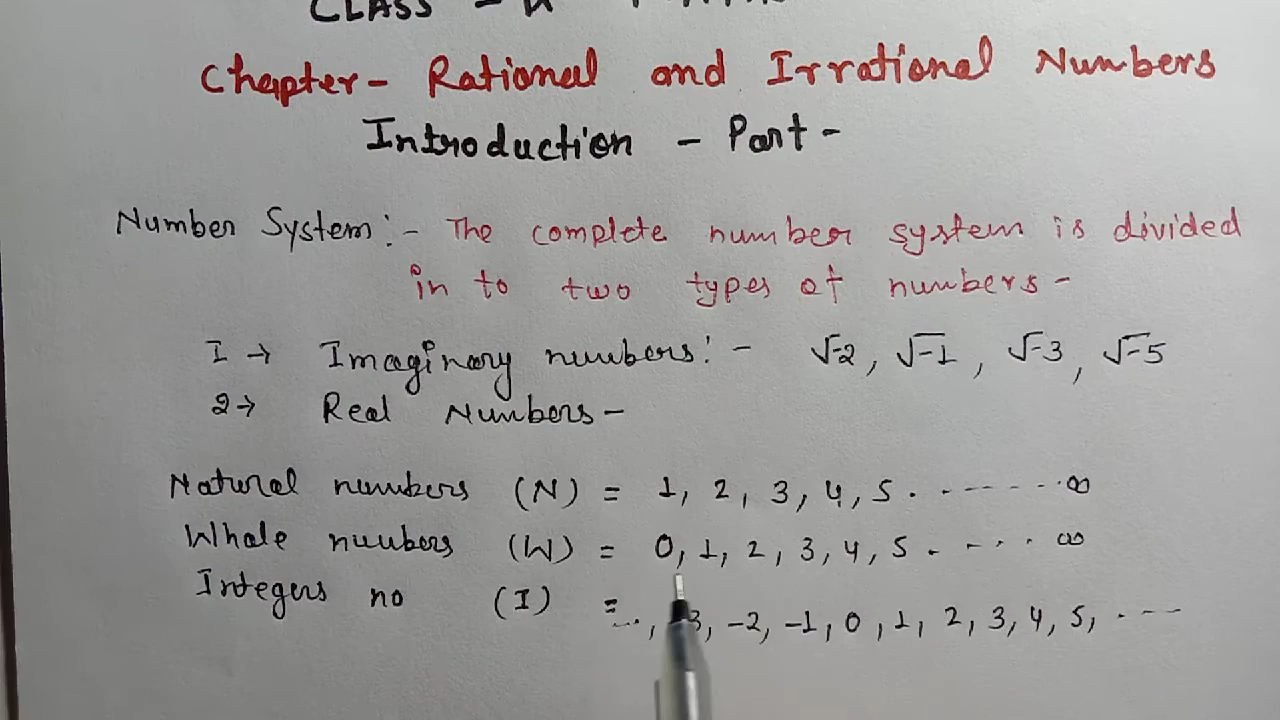 CLASS -
Chapter- Rational and Irrational Numbers
Introduction - Part -
Number System:- The complete number system is divided
in to two types of numbers-
I → Imaginary numbers:- √-2, √-1, √-3, √-5
2→ Real Numbers-
Natural numbers (N) = 1, 2, 3, 4, 5.......∞
Whole numbers (W) = 0, 1, 2, 3, 4, 5.....∞
Integers no (I) = ..., 3, -2, -1, 0, 1, 2, 3, 4, 5, ....